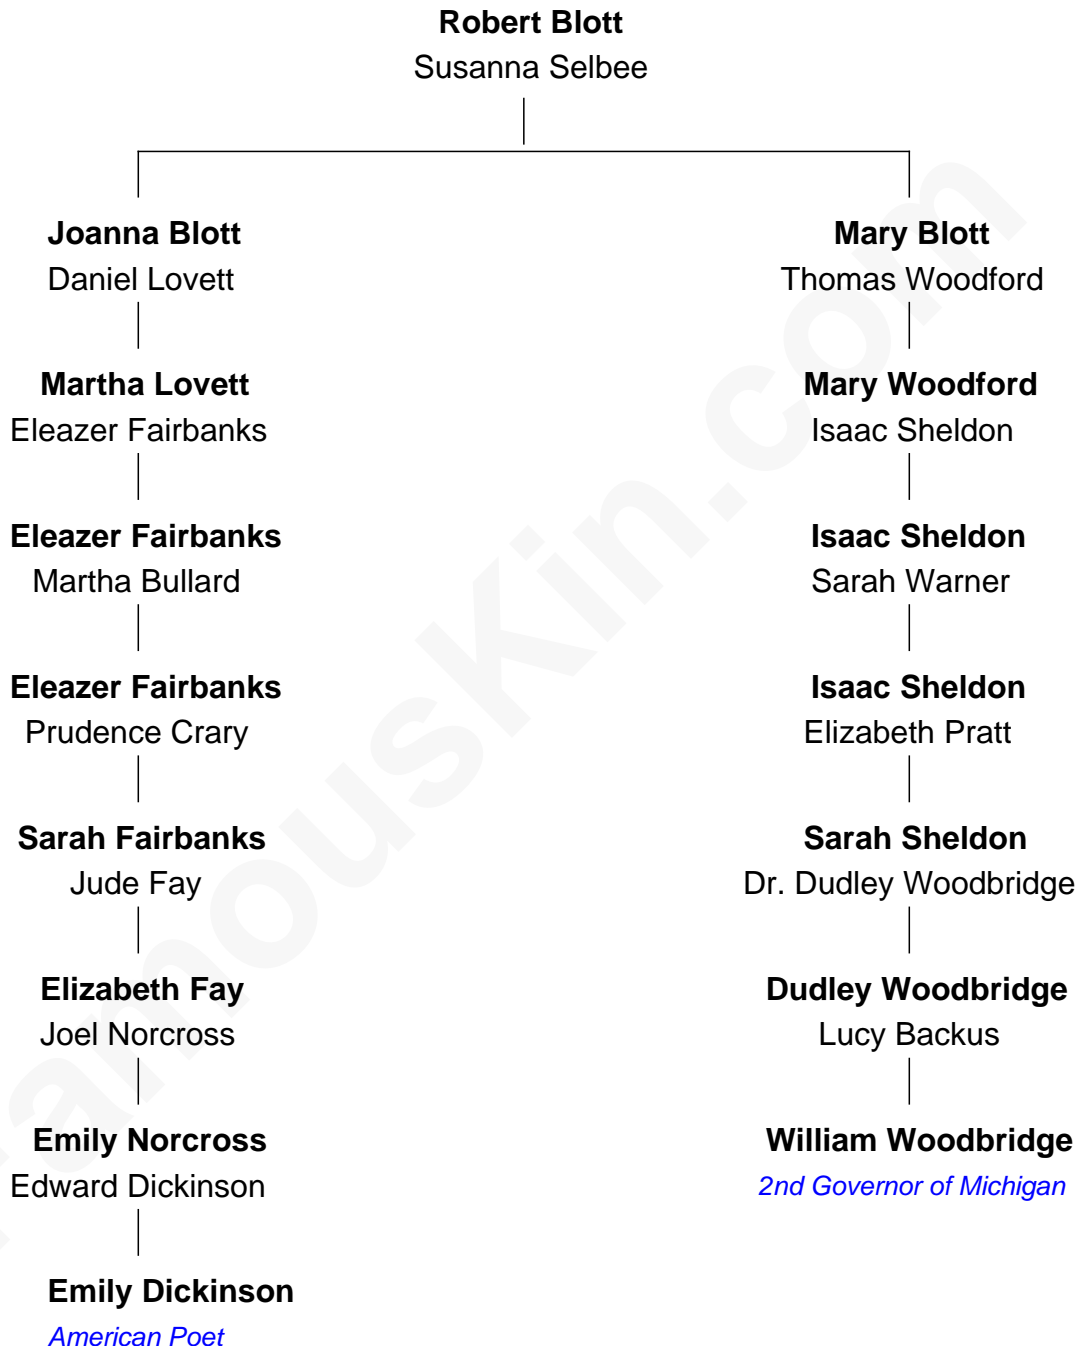 Robert Blott
Susanna Selbee
Joanna Blott
Daniel Lovett
Mary Blott
Thomas Woodford
Martha Lovett
Eleazer Fairbanks
Mary Woodford
Isaac Sheldon
Eleazer Fairbanks
Martha Bullard
Isaac Sheldon
Sarah Warner
Eleazer Fairbanks
Prudence Crary
Isaac Sheldon
Elizabeth Pratt
Sarah Fairbanks
Jude Fay
Sarah Sheldon
Dr. Dudley Woodbridge
Elizabeth Fay
Joel Norcross
Dudley Woodbridge
Lucy Backus
Emily Norcross
Edward Dickinson
William Woodbridge
2nd Governor of Michigan
Emily Dickinson
American Poet
FamousKin.com